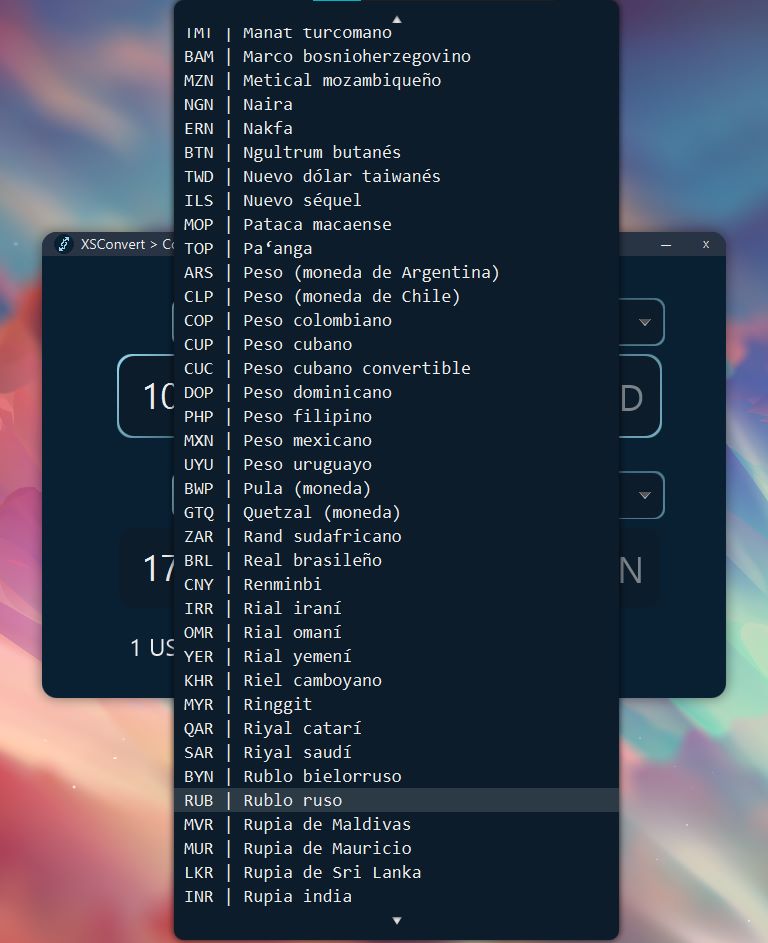 TMT | Manat turcomano
BAM | Marco bosnioherzegovino
MZN | Metical mozambiqueño
NGN | Naira
ERN | Nakfa
BTN | Ngultrum butanés
TWD | Nuevo dólar taiwanés
ILS | Nuevo séquel
MOP | Pataca macaense
XSConvert > Co
x
TOP | Paʻanga
ARS | Peso (moneda de Argentina)
CLP | Peso (moneda de Chile)
COP | Peso colombiano
CUP | Peso cubano
CUC | Peso cubano convertible
10
D
DOP | Peso dominicano
PHP | Peso filipino
MXN | Peso mexicano
UYU | Peso uruguayo
BWP | Pula (moneda)
GTQ | Quetzal (moneda)
ZAR | Rand sudafricano
BRL | Real brasileño
17
N
CNY | Renminbi
IRR | Rial iraní
OMR | Rial omaní
1 US
YER | Rial yemení
KHR | Riel camboyano
MYR | Ringgit
QAR | Riyal catarí
SAR | Riyal saudí
BYN | Rublo bielorruso
RUB | Rublo ruso
MVR | Rupia de Maldivas
MUR | Rupia de Mauricio
LKR | Rupia de Sri Lanka
INR | Rupia india